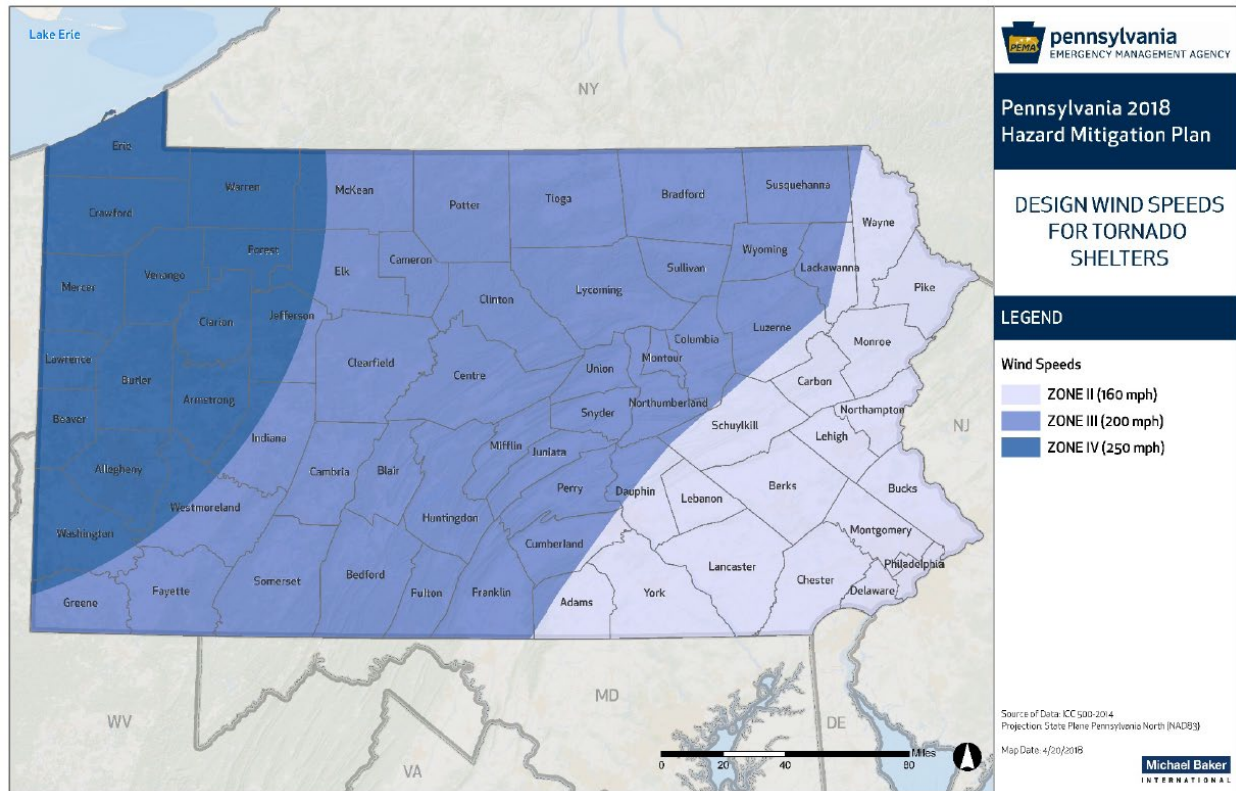 Lake Erie
NY
Erie
Warren
McKean
Potter
Tioga
Bradford
Susquehanna
Wayne
Crawford
Forest
Elk
Cameron
Sullivan
Wyoming
Lackawanna
Pike
Mercer
Venango
Clarion
Jefferson
Clinton
Lycoming
Columbia
Luzerne
Monroe
Lawrence
Butler
Clearfield
Centre
Union
Montour
Carbon
Beaver
Armstrong
Indiana
Snyder
Northumberland
Schuylkill
Northampton
Lehigh
NJ
Allegheny
Cambria
Blair
Mifflin
Juniata
Perry
Dauphin
Lebanon
Berks
Bucks
Washington
Westmoreland
Huntingdon
Cumberland
Montgomery
Philadelphia
Greene
Fayette
Somerset
Bedford
Fulton
Franklin
Adams
York
Lancaster
Chester
Delaware
WV
VA
MD
DE
Miles
0 20 40 80
PEMA
pennsylvania
EMERGENCY MANAGEMENT AGENCY
Pennsylvania 2018
Hazard Mitigation Plan
DESIGN WIND SPEEDS
FOR TORNADO
SHELTERS
LEGEND
Wind Speeds
ZONE II (160 mph)
ZONE III (200 mph)
ZONE IV (250 mph)
Source of Data: ICC 500-2014
Projection: State Plane Pennsylvania North (NAD83)
Map Date: 4/20/2018
Michael Baker
INTERNATIONAL